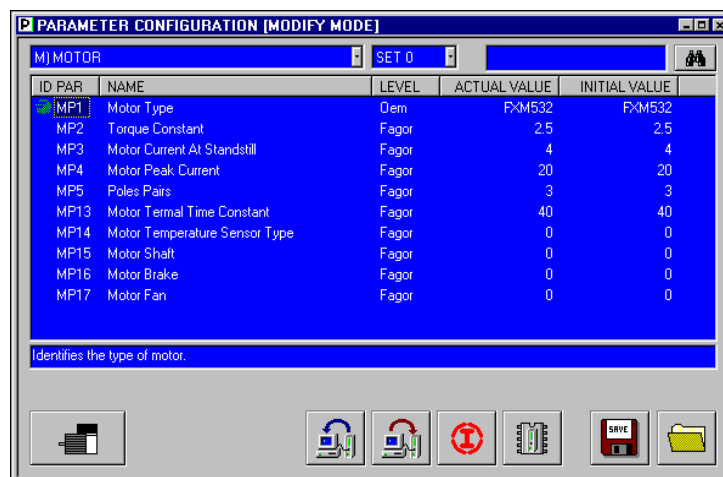 P PARAMETER CONFIGURATION [MODIFY MODE]
M) MOTOR SET 0
ID PAR NAME LEVEL ACTUAL VALUE INITIAL VALUE
MP1 Motor Type Oem FXM532 FXM532
MP2 Torque Constant Fagor 2.5 2.5
MP3 Motor Current At Standstill Fagor 4 4
MP4 Motor Peak Current Fagor 20 20
MP5 Poles Pairs Fagor 3 3
MP13 Motor Termal Time Constant Fagor 40 40
MP14 Motor Temperature Sensor Type Fagor 0 0
MP15 Motor Shaft Fagor 0 0
MP16 Motor Brake Fagor 0 0
MP17 Motor Fan Fagor 0 0
Identifies the type of motor.
SAVE